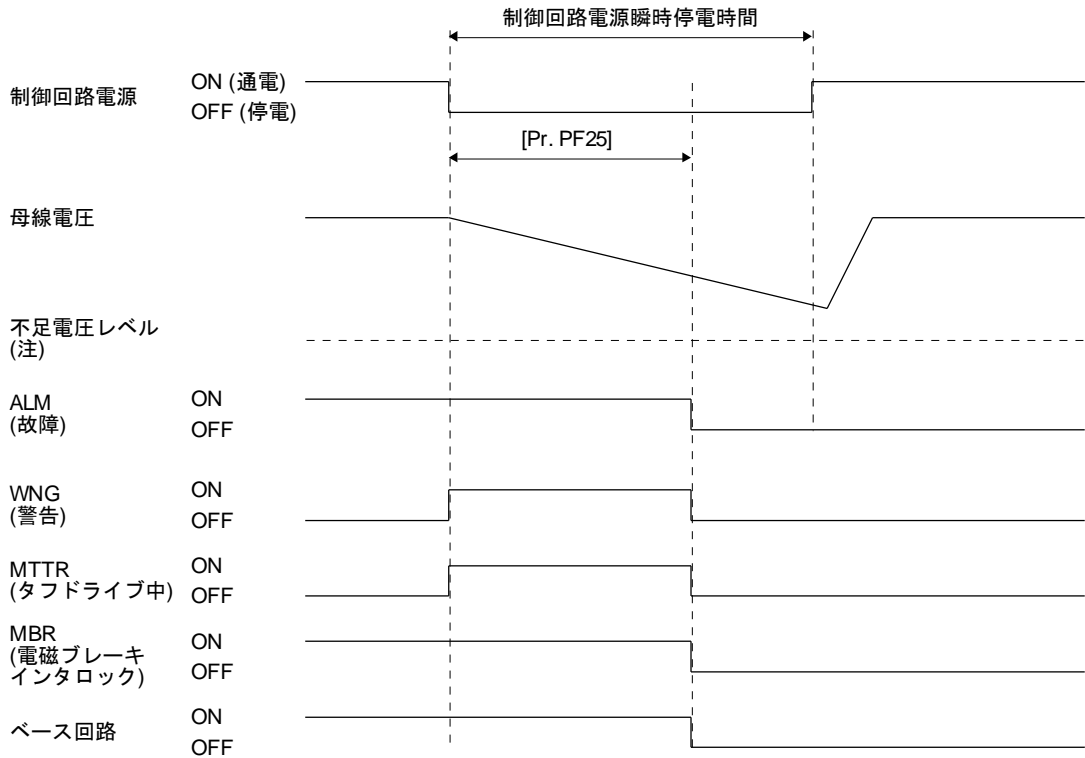 制御回路電源瞬時停電時間
制御回路電源
ON (通電)
OFF (停電)
[Pr. PF25]
母線電圧
不足電圧レベル
(注)
ALM
(故障)
ON
OFF
WNG
(警告)
ON
OFF
MTTR
(タフドライブ中)
ON
OFF
MBR
(電磁ブレーキ
インタロック)
ON
OFF
ベース回路
ON
OFF